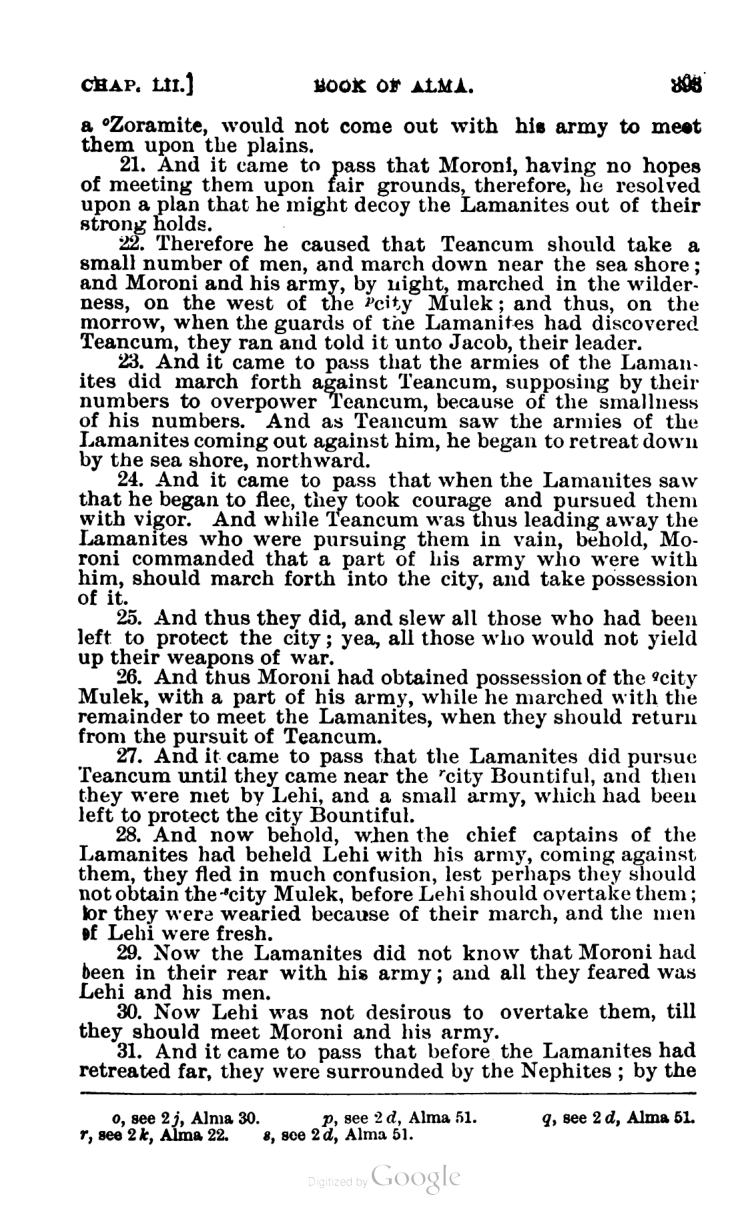 CHAP. LII.] BOOK OF ALMA. 393
a ᵒZoramite, would not come out with his army to meet
them upon the plains.
21. And it came to pass that Moroni, having no hopes
of meeting them upon fair grounds, therefore, he resolved
upon a plan that he might decoy the Lamanites out of their
strong holds.
22. Therefore he caused that Teancum should take a
small number of men, and march down near the sea shore;
and Moroni and his army, by night, marched in the wilder-
ness, on the west of the ᵖcity Mulek; and thus, on the
morrow, when the guards of the Lamanites had discovered
Teancum, they ran and told it unto Jacob, their leader.
23. And it came to pass that the armies of the Laman-
ites did march forth against Teancum, supposing by their
numbers to overpower Teancum, because of the smallness
of his numbers. And as Teancum saw the armies of the
Lamanites coming out against him, he began to retreat down
by the sea shore, northward.
24. And it came to pass that when the Lamanites saw
that he began to flee, they took courage and pursued them
with vigor. And while Teancum was thus leading away the
Lamanites who were pursuing them in vain, behold, Mo-
roni commanded that a part of his army who were with
him, should march forth into the city, and take possession
of it.
25. And thus they did, and slew all those who had been
left to protect the city; yea, all those who would not yield
up their weapons of war.
26. And thus Moroni had obtained possession of the qcity
Mulek, with a part of his army, while he marched with the
remainder to meet the Lamanites, when they should return
from the pursuit of Teancum.
27. And it came to pass that the Lamanites did pursue
Teancum until they came near the ʳcity Bountiful, and then
they were met by Lehi, and a small army, which had been
left to protect the city Bountiful.
28. And now behold, when the chief captains of the
Lamanites had beheld Lehi with his army, coming against
them, they fled in much confusion, lest perhaps they should
not obtain the ˢcity Mulek, before Lehi should overtake them;
for they were wearied because of their march, and the men
of Lehi were fresh.
29. Now the Lamanites did not know that Moroni had
been in their rear with his army; and all they feared was
Lehi and his men.
30. Now Lehi was not desirous to overtake them, till
they should meet Moroni and his army.
31. And it came to pass that before the Lamanites had
retreated far, they were surrounded by the Nephites; by the
o, see 2j, Alma 30. p, see 2d, Alma 51. q, see 2d, Alma 51.
r, see 2k, Alma 22. s, see 2d, Alma 51.
Digitized by Google